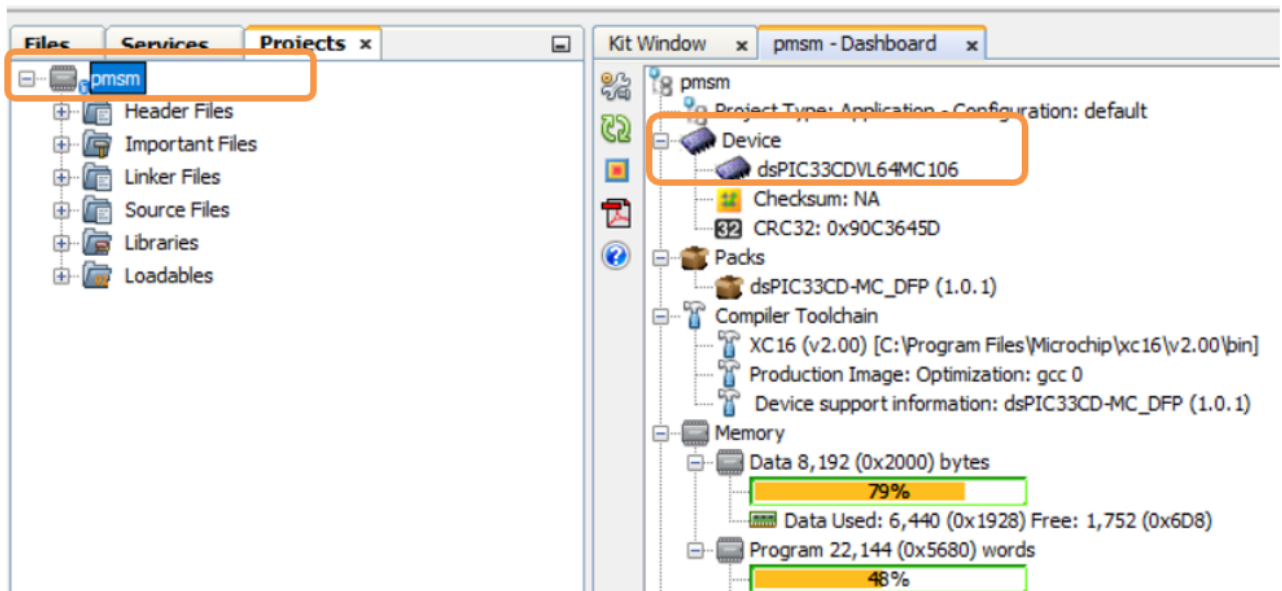 Files
Services
Projects ×
pmsm
Header Files
Important Files
Linker Files
Source Files
Libraries
Loadables
Kit Window ×
pmsm - Dashboard ×
pmsm
Project Type: Application - Configuration: default
Device
dsPIC33CDVL64MC106
Checksum: NA
32 CRC32: 0x90C3645D
Packs
dsPIC33CD-MC_DFP (1.0.1)
Compiler Toolchain
XC16 (v2.00) [C:\Program Files\Microchip\xc16\v2.00\bin]
Production Image: Optimization: gcc 0
Device support information: dsPIC33CD-MC_DFP (1.0.1)
Memory
Data 8,192 (0x2000) bytes
79%
Data Used: 6,440 (0x1928) Free: 1,752 (0x6D8)
Program 22,144 (0x5680) words
48%